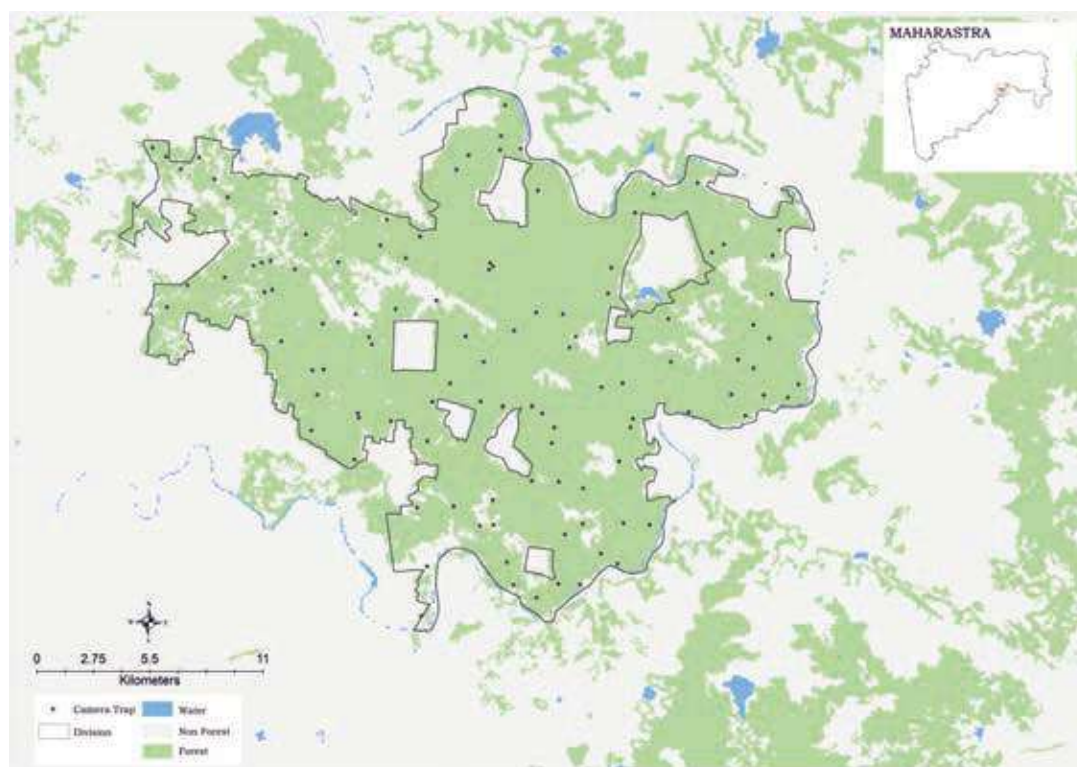 MAHARASTRA
0 2.75 5.5 11
Kilometers
Camera Trap
Water
Division
Non Forest
Forest